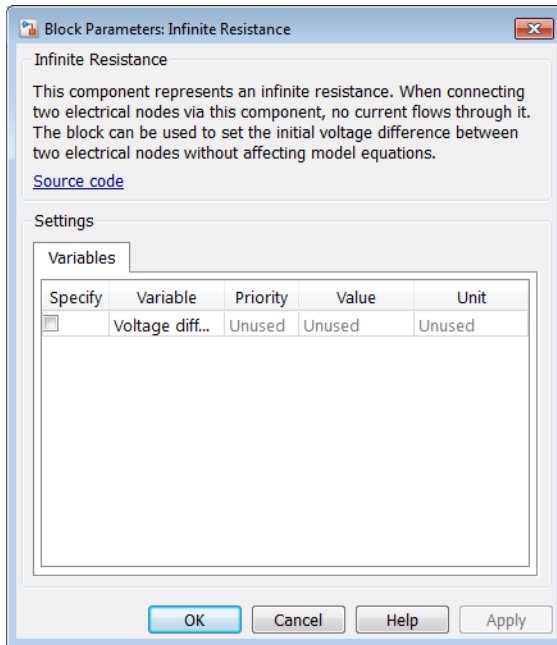 Block Parameters: Infinite Resistance
Infinite Resistance
This component represents an infinite resistance. When connecting
two electrical nodes via this component, no current flows through it.
The block can be used to set the initial voltage difference between
two electrical nodes without affecting model equations.
Source code
Settings
Variables
Specify Variable Priority Value Unit
Voltage diff... Unused Unused Unused
OK Cancel Help Apply